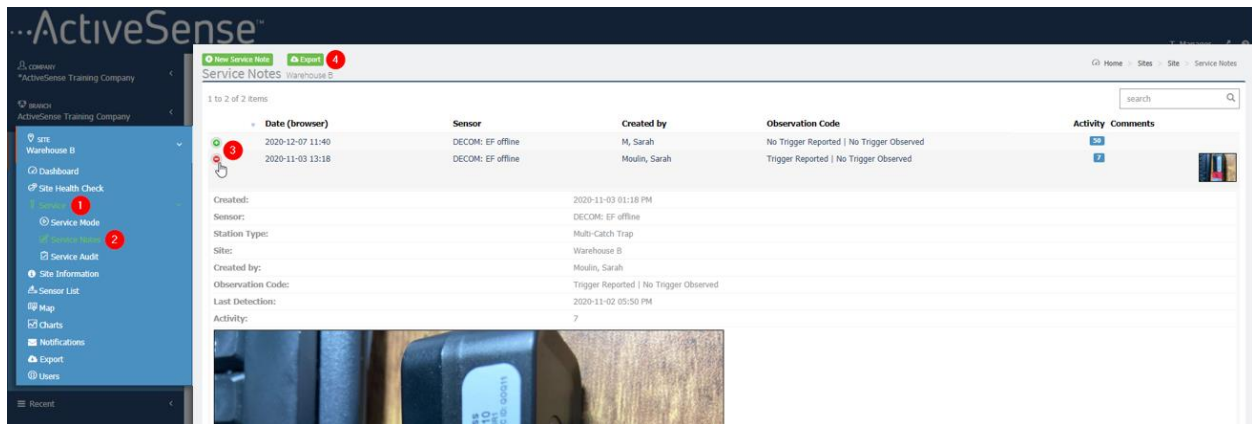 ···ActiveSense™
T Manager
COMPANY
*ActiveSense Training Company
BRANCH
ActiveSense Training Company
SITE
Warehouse B
Dashboard
Site Health Check
Service 1
Service Mode
Service Notes 2
Service Audit
Site Information
Sensor List
Map
Charts
Notifications
Export
Users
Recent
New Service Note Export 4
Home > Sites > Site > Service Notes
Service Notes Warehouse B
1 to 2 of 2 items
search
Date (browser) Sensor Created by Observation Code Activity Comments
2020-12-07 11:40 DECOM: EF offline M, Sarah No Trigger Reported | No Trigger Observed 58
3
2020-11-03 13:18 DECOM: EF offline Moulin, Sarah Trigger Reported | No Trigger Observed 7
Created: 2020-11-03 01:18 PM
Sensor: DECOM: EF offline
Station Type: Multi-Catch Trap
Site: Warehouse B
Created by: Moulin, Sarah
Observation Code: Trigger Reported | No Trigger Observed
Last Detection: 2020-11-02 05:50 PM
Activity: 7